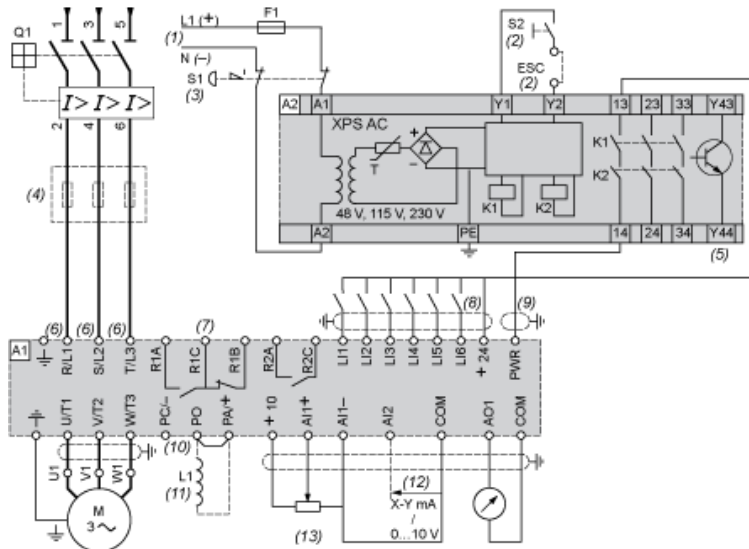 1 3 5
Q1
I> I> I>
2 4 6
(4)
L1 (+)
F1
(1)
N (–)
S1
(3)
S2
(2)
ESC
(2)
A2 A1 Y1 Y2 13 23 33 Y43
XPS AC
+
T
–
K1
K2
K1 K2
48 V, 115 V, 230 V
A2 PE 14 24 34 Y44
(5)
(6) (6) (6) (7) (8) (9)
A1
R/L1 S/L2 T/L3 R1A R1C R1B R2A R2C LI1 LI2 LI3 LI4 LI5 LI6 + 24 PWR
U/T1 V/T2 W/T3 PC/– PO PA/+ + 10 AI1+ AI1– AI2 COM AO1 COM
(10)
U1 V1 W1
L1
(11)
(12)
X-Y mA
/
0...10 V
M
3
(13)